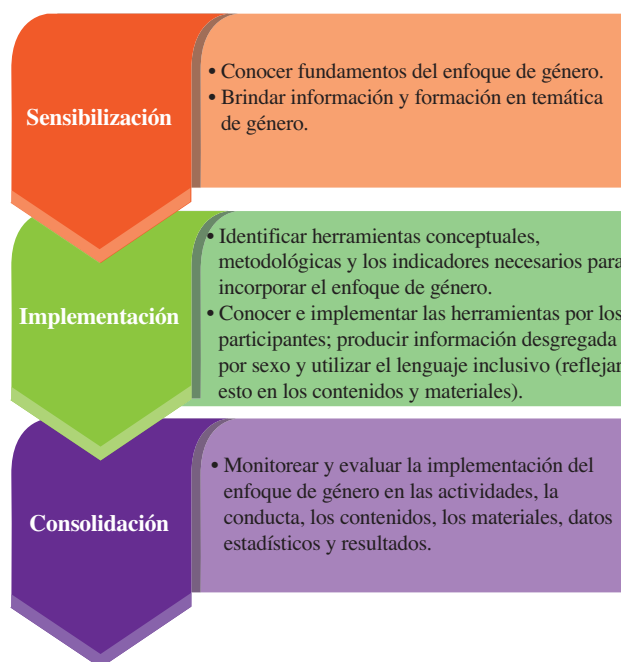 Sensibilización
• Conocer fundamentos del enfoque de género.
• Brindar información y formación en temática
de género.
Implementación
• Identificar herramientas conceptuales,
metodológicas y los indicadores necesarios para
incorporar el enfoque de género.
• Conocer e implementar las herramientas por los
participantes; producir información desgregada
por sexo y utilizar el lenguaje inclusivo (reflejar
esto en los contenidos y materiales).
Consolidación
• Monitorear y evaluar la implementación del
enfoque de género en las actividades, la
conducta, los contenidos, los materiales, datos
estadísticos y resultados.